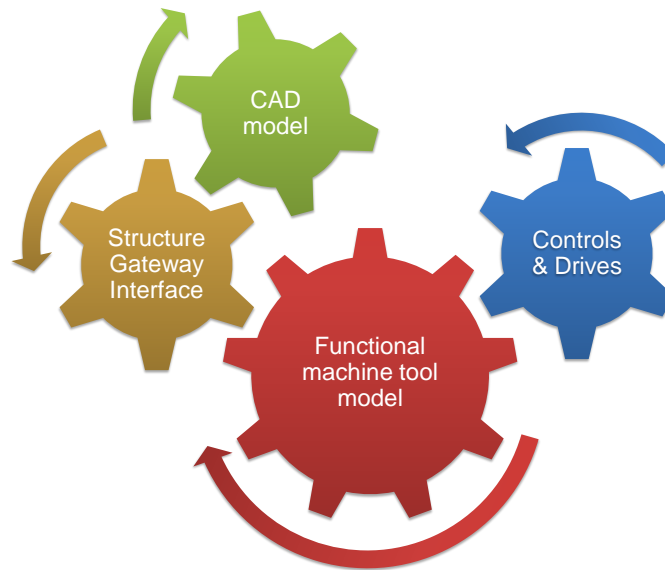 CAD
model
Structure
Gateway
Interface
Controls
& Drives
Functional
machine tool
model